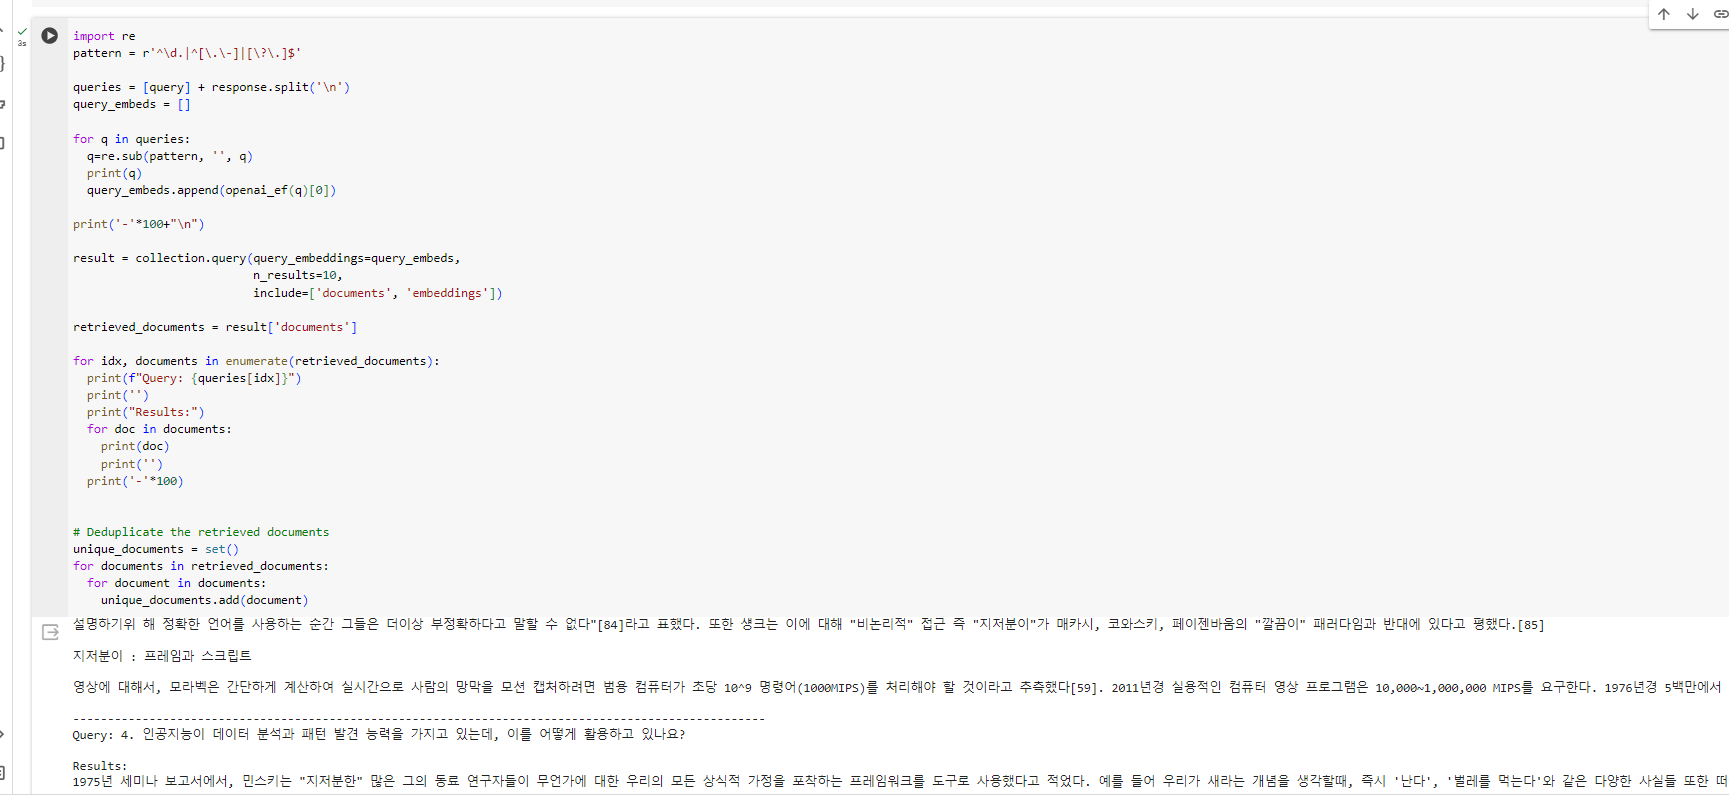 3s
import re
pattern = r'^\d.|^[\.\-]|[\?\.]$'
queries = [query] + response.split('\n')
query_embeds = []
for q in queries:
q=re.sub(pattern, '', q)
print(q)
query_embeds.append(openai_ef(q)[0])
print('-'*100+"\n")
result = collection.query(query_embeddings=query_embeds,
n_results=10,
include=['documents', 'embeddings'])
retrieved_documents = result['documents']
for idx, documents in enumerate(retrieved_documents):
print(f"Query: {queries[idx]}")
print('')
print("Results:")
for doc in documents:
print(doc)
print('')
print('-'*100)
# Deduplicate the retrieved documents
unique_documents = set()
for documents in retrieved_documents:
for document in documents:
unique_documents.add(document)
설명하기위 해 정확한 언어를 사용하는 순간 그들은 더이상 부정확하다고 말할 수 없다"[84]라고 표했다. 또한 생크는 이에 대해 "비논리적" 접근 즉 "지저분이"가 매카시, 코와스키, 페이젠바움의 "깔끔이" 패러다임과 반대에 있다고 평했다.[85]
지저분이 : 프레임과 스크립트
영상에 대해서, 모라벡은 간단하게 계산하여 실시간으로 사람의 망막을 모션 캡처하려면 범용 컴퓨터가 초당 10^9 명령어(1000MIPS)를 처리해야 할 것이라고 추측했다[59]. 2011년경 실용적인 컴퓨터 영상 프로그램은 10,000~1,000,000 MIPS를 요구한다. 1976년경 5백만에서
----------------------------------------------------------------------------------------------------
Query: 4. 인공지능이 데이터 분석과 패턴 발견 능력을 가지고 있는데, 이를 어떻게 활용하고 있나요?
Results:
1975년 세미나 보고서에서, 민스키는 "지저분한" 많은 그의 동료 연구자들이 무언가에 대한 우리의 모든 상식적 가정을 포착하는 프레임워크를 도구로 사용했다고 적었다. 예를 들어 우리가 새라는 개념을 생각할때, 즉시 '난다', '벌레를 먹는다'와 같은 다양한 사실들 또한 떠